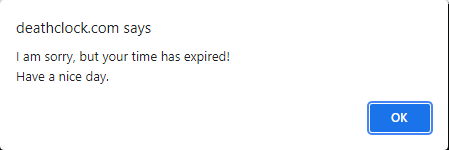 deathclock.com says
I am sorry, but your time has expired!
Have a nice day.
OK